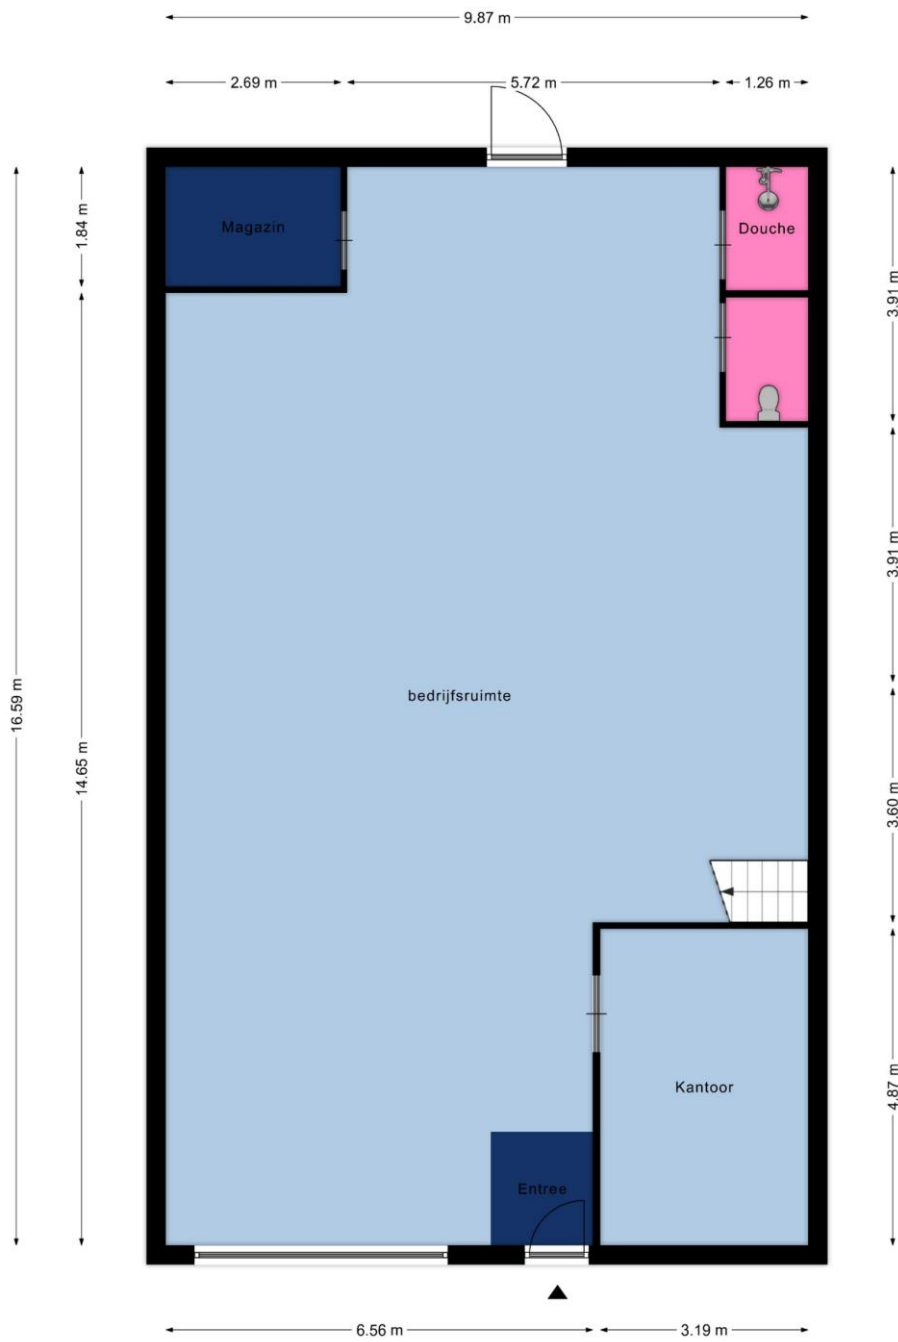 9.87 m
2.69 m
5.72 m
1.26 m
1.84 m
Magazin
Douche
3.91 m
3.91 m
16.59 m
14.65 m
bedrijfsruimte
3.60 m
Kantoor
4.87 m
Entree
6.56 m
3.19 m